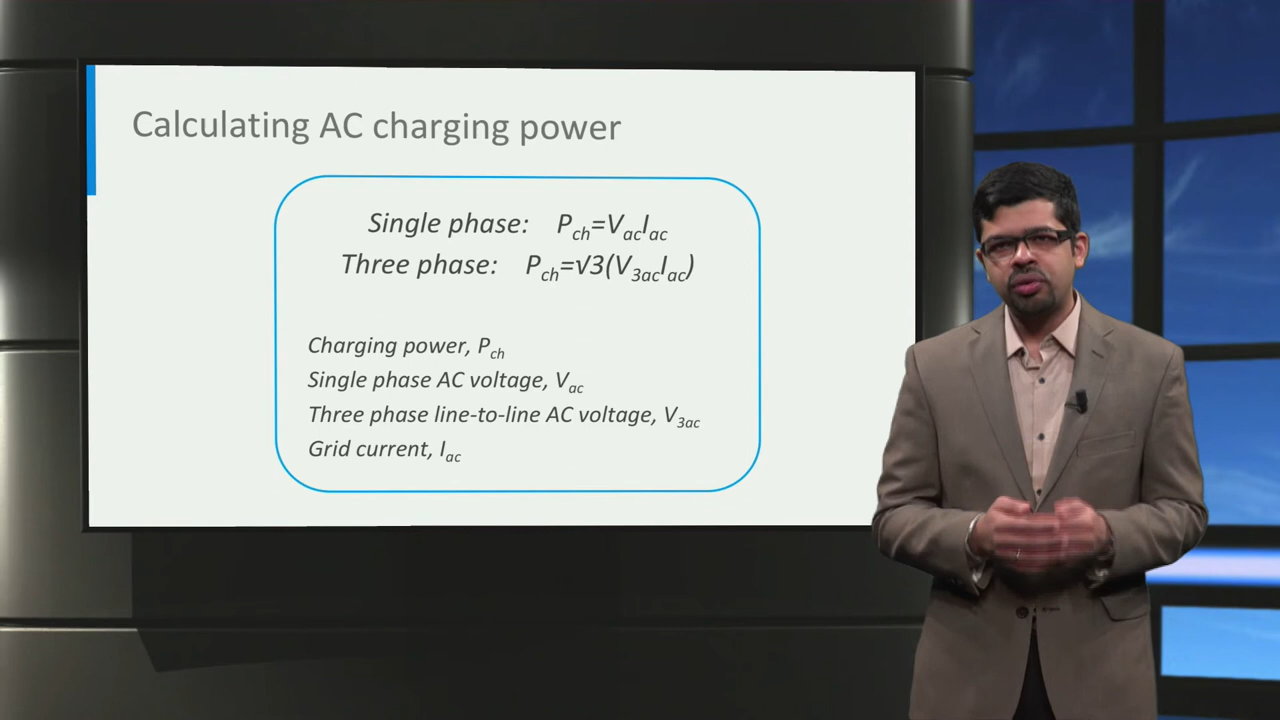 Calculating AC charging power
Single phase: Pch=VacIac
Three phase: Pch=√3(V3acIac)
Charging power, Pch
Single phase AC voltage, Vac
Three phase line-to-line AC voltage, V3ac
Grid current, Iac